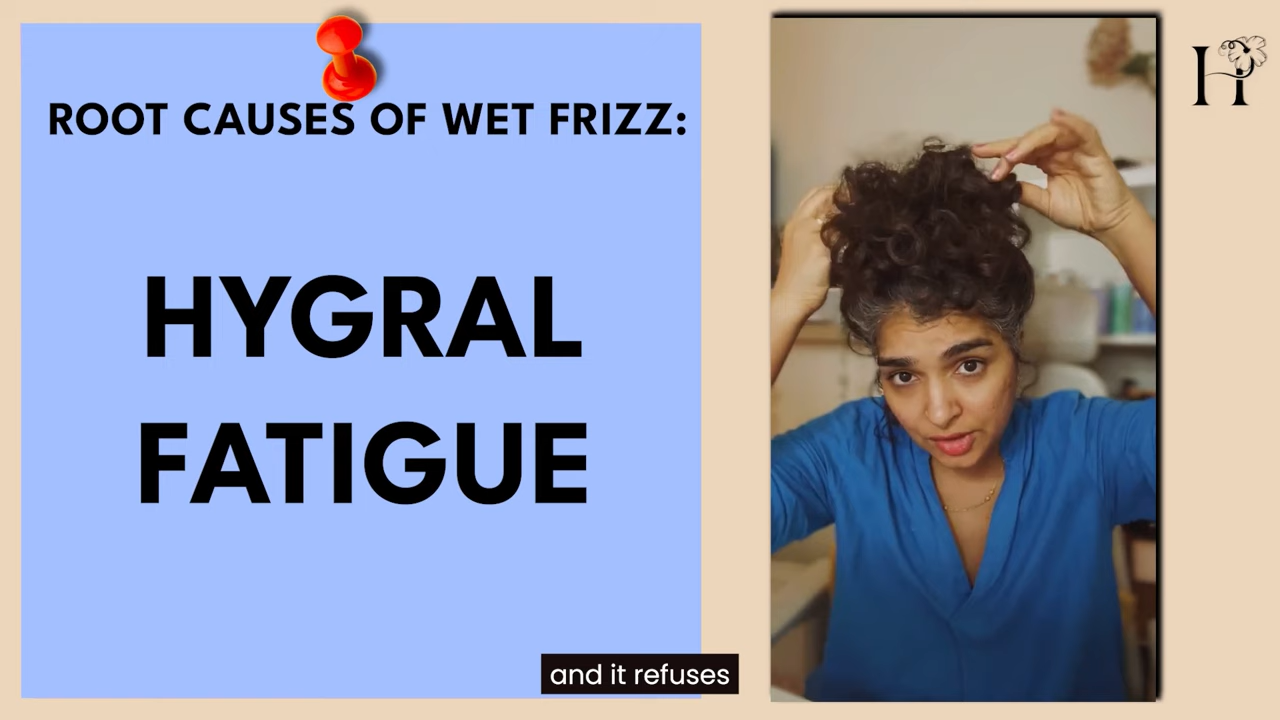 ROOT CAUSES OF WET FRIZZ:
HYGRAL
FATIGUE
and it refuses
H